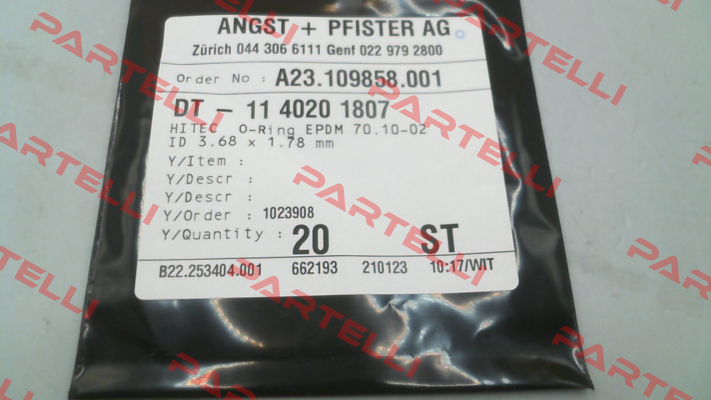 ANGST + PFISTER AG
Zürich 044 306 6111 Genf 022 979 2800
Order No : A23.109858.001
DT - 11 4020 1807
HITEC O-Ring EPDM 70.10-02
ID 3.68 x 1.78 mm
Y/Item :
Y/Descr :
Y/Descr :
Y/Order : 1023908
Y/Quantity : 20 ST
B22.253404.001 662193 210123 10:17/WIT
PARTELLI
PARTELLI
PARTELLI
PARTELLI
PARTELLI
PARTELLI
PARTELLI